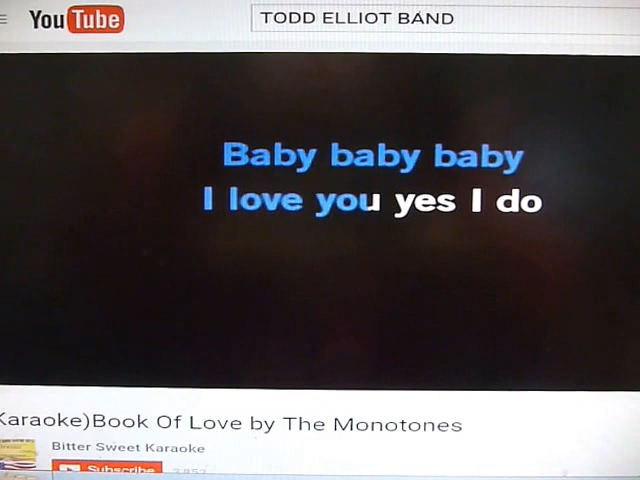 YouTube
TODD ELLIOT BAND
Baby baby baby
I love you yes I do
Karaoke)Book Of Love by The Monotones
Bitter Sweet Karaoke
Subscribe